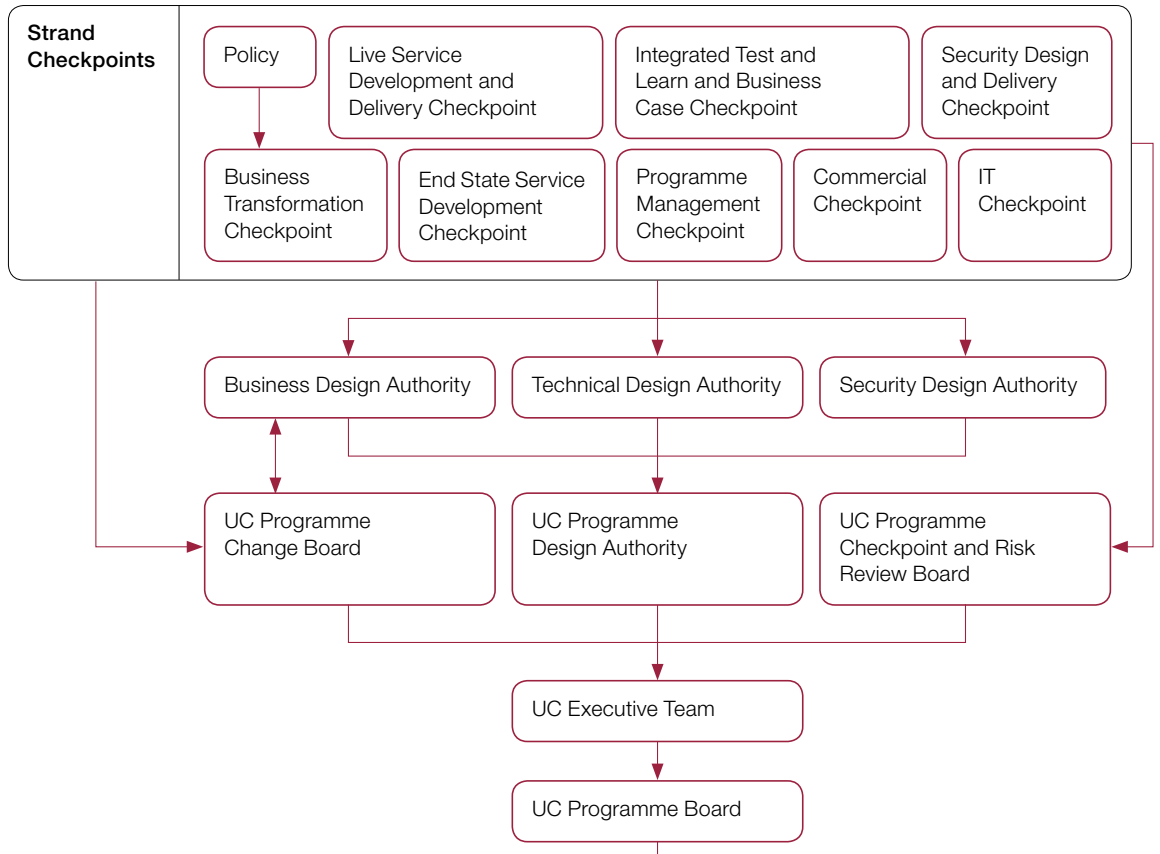 Strand
Checkpoints
Policy
Live Service
Development and
Delivery Checkpoint
Integrated Test and
Learn and Business
Case Checkpoint
Security Design
and Delivery
Checkpoint
Business
Transformation
Checkpoint
End State Service
Development
Checkpoint
Programme
Management
Checkpoint
Commercial
Checkpoint
IT
Checkpoint
Business Design Authority
Technical Design Authority
Security Design Authority
UC Programme
Change Board
UC Programme
Design Authority
UC Programme
Checkpoint and Risk
Review Board
UC Executive Team
UC Programme Board